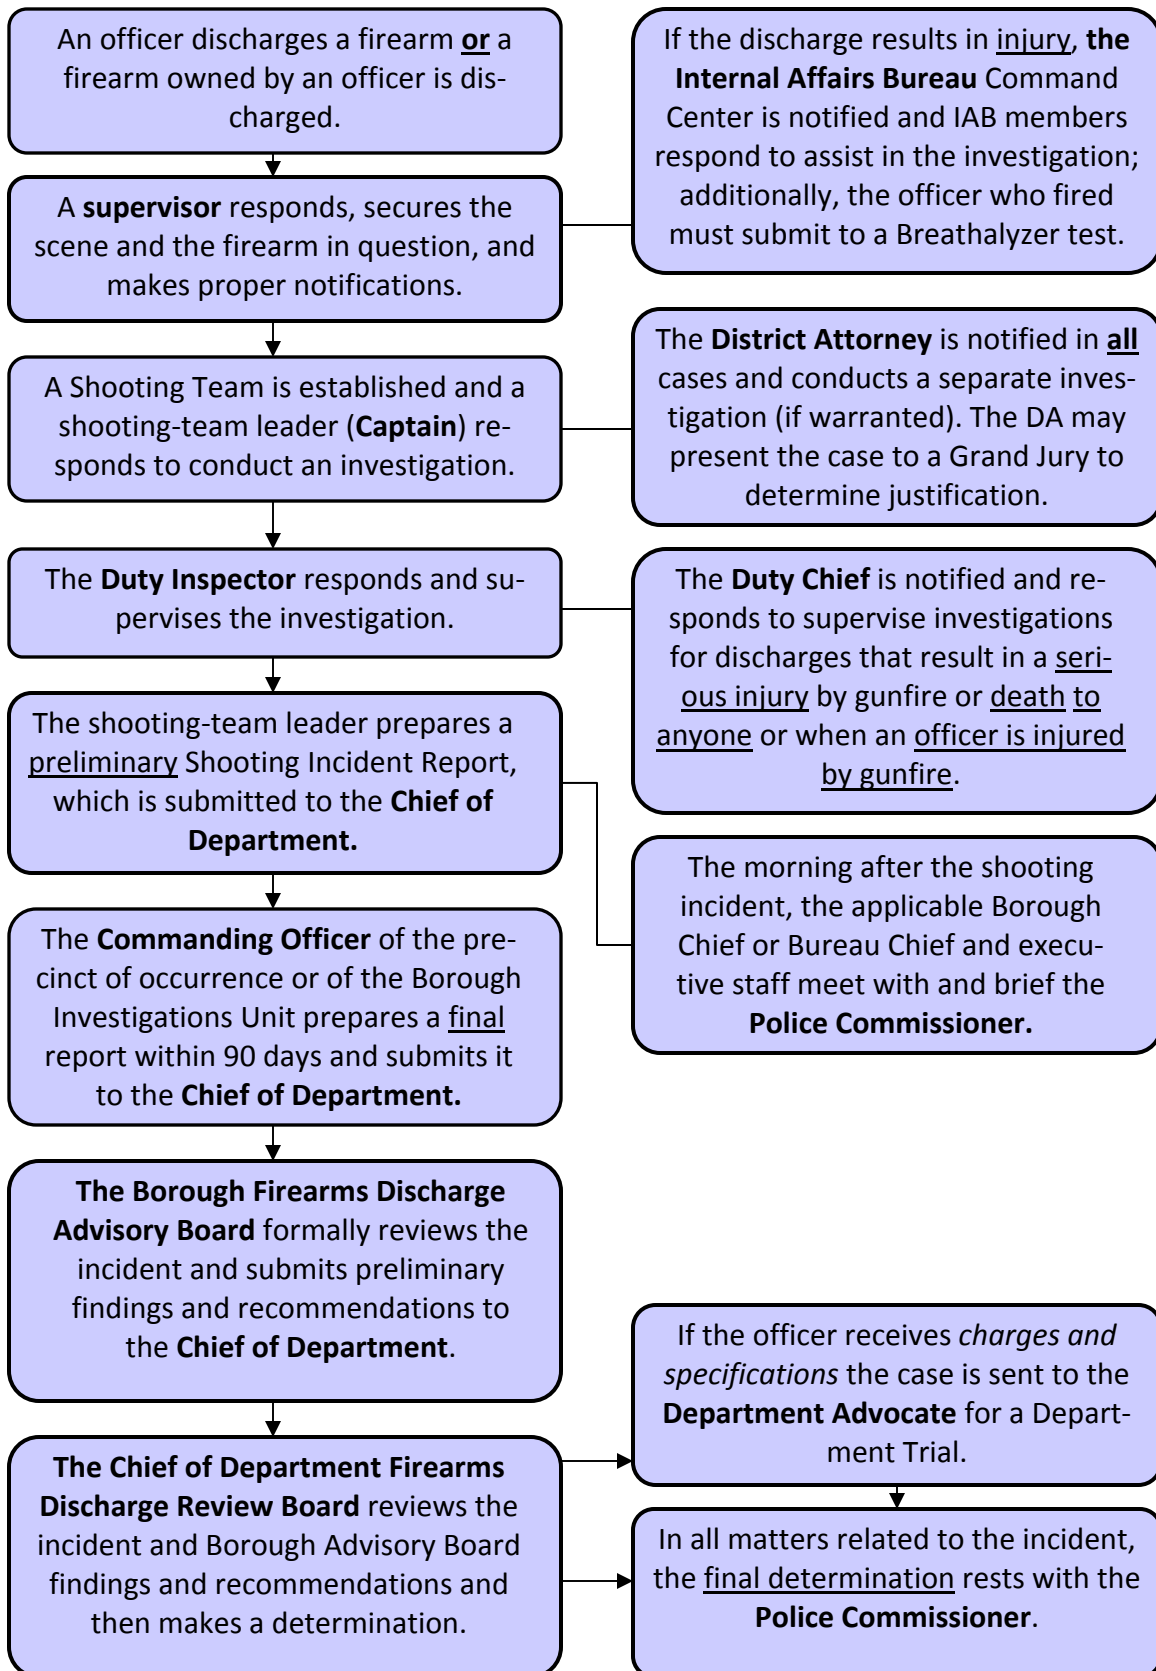 An officer discharges a firearm or a
firearm owned by an officer is dis-
charged.
If the discharge results in injury, the
Internal Affairs Bureau Command
Center is notified and IAB members
respond to assist in the investigation;
additionally, the officer who fired
must submit to a Breathalyzer test.
A supervisor responds, secures the
scene and the firearm in question, and
makes proper notifications.
A Shooting Team is established and a
shooting-team leader (Captain) re-
sponds to conduct an investigation.
The District Attorney is notified in all
cases and conducts a separate inves-
tigation (if warranted). The DA may
present the case to a Grand Jury to
determine justification.
The Duty Inspector responds and su-
pervises the investigation.
The Duty Chief is notified and re-
sponds to supervise investigations
for discharges that result in a seri-
ous injury by gunfire or death to
anyone or when an officer is injured
by gunfire.
The shooting-team leader prepares a
preliminary Shooting Incident Report,
which is submitted to the Chief of
Department.
The morning after the shooting
incident, the applicable Borough
Chief or Bureau Chief and execu-
tive staff meet with and brief the
Police Commissioner.
The Commanding Officer of the pre-
cinct of occurrence or of the Borough
Investigations Unit prepares a final
report within 90 days and submits it
to the Chief of Department.
The Borough Firearms Discharge
Advisory Board formally reviews the
incident and submits preliminary
findings and recommendations to
the Chief of Department.
If the officer receives charges and
specifications the case is sent to the
Department Advocate for a Depart-
ment Trial.
The Chief of Department Firearms
Discharge Review Board reviews the
incident and Borough Advisory Board
findings and recommendations and
then makes a determination.
In all matters related to the incident,
the final determination rests with the
Police Commissioner.